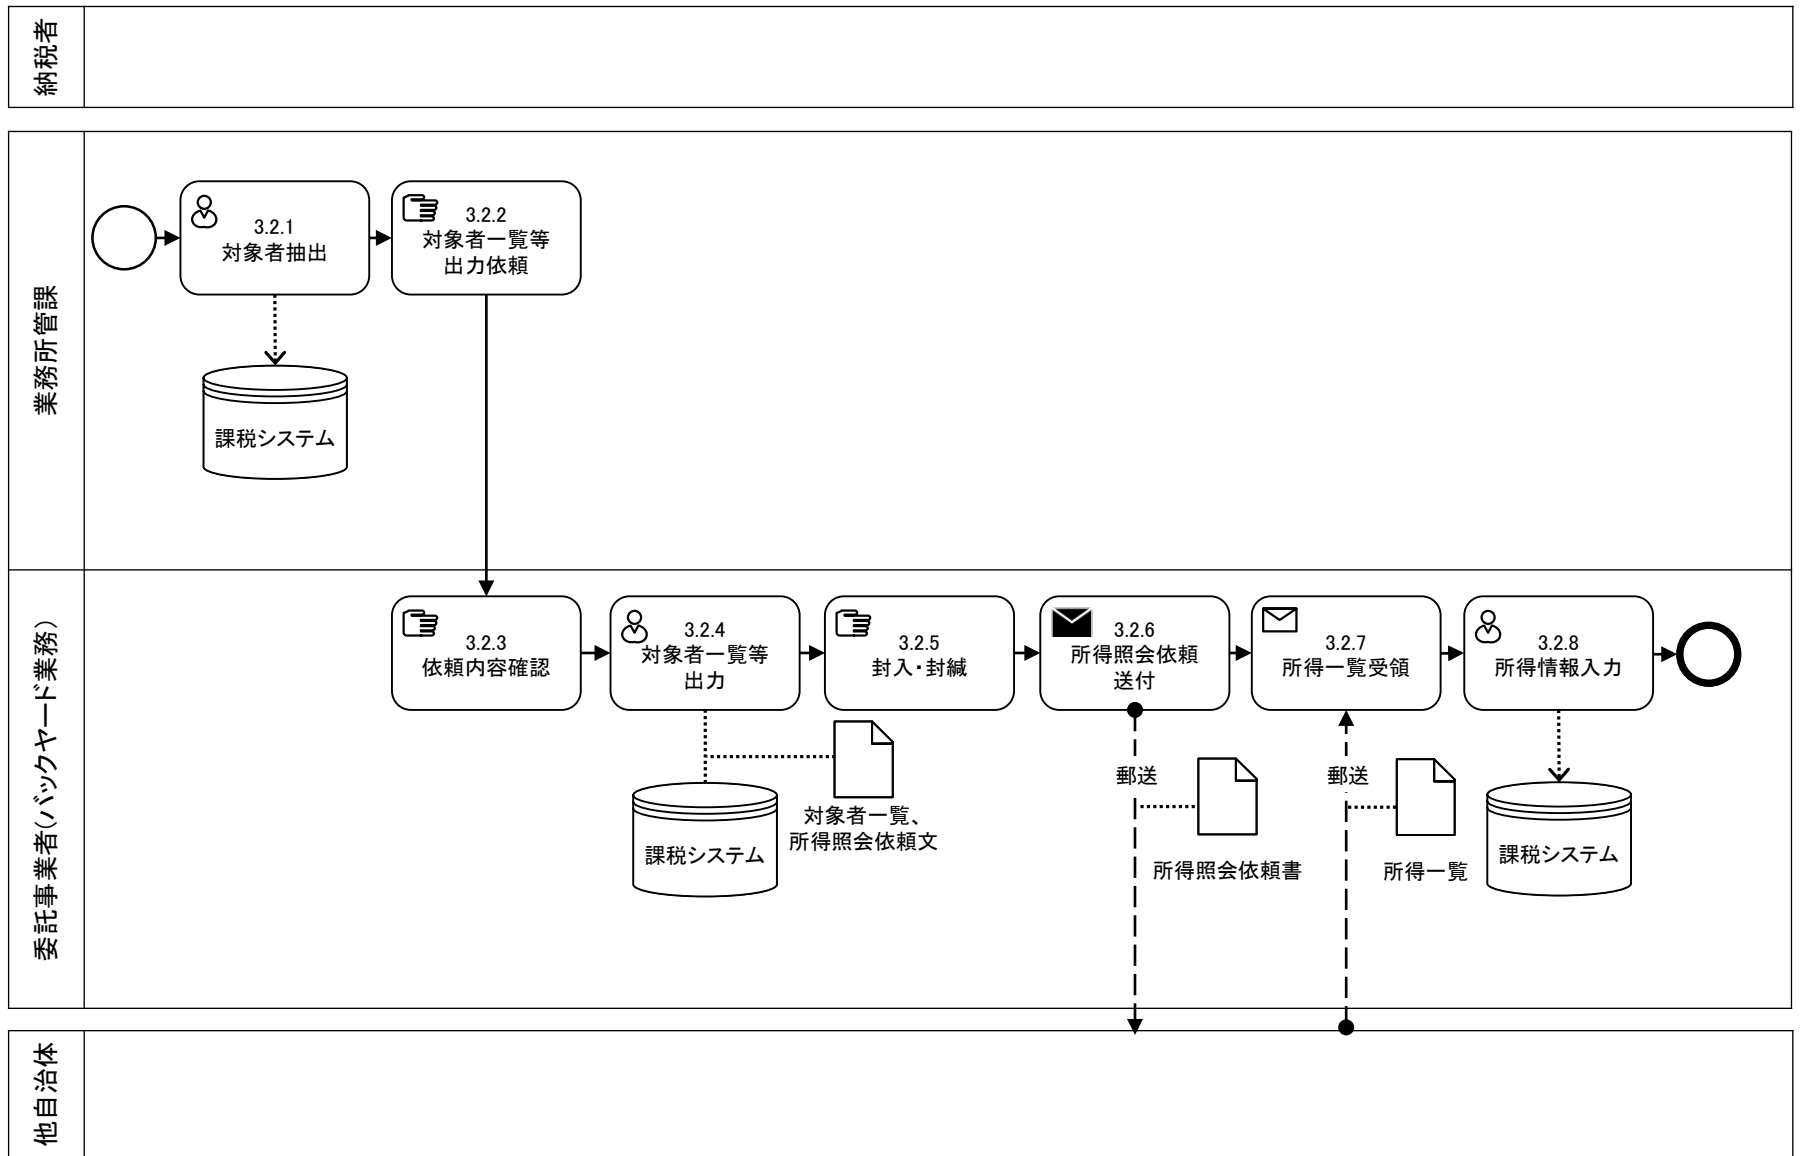 納税者
業務所管課
3.2.1
対象者抽出
3.2.2
対象者一覧等
出力依頼
課税システム
委託事業者(バックヤード業務)
3.2.3
依頼内容確認
3.2.4
対象者一覧等
出力
3.2.5
封入・封緘
3.2.6
所得照会依頼
送付
3.2.7
所得一覧受領
3.2.8
所得情報入力
課税システム
対象者一覧、
所得照会依頼文
郵送
所得照会依頼書
郵送
所得一覧
課税システム
他自治体